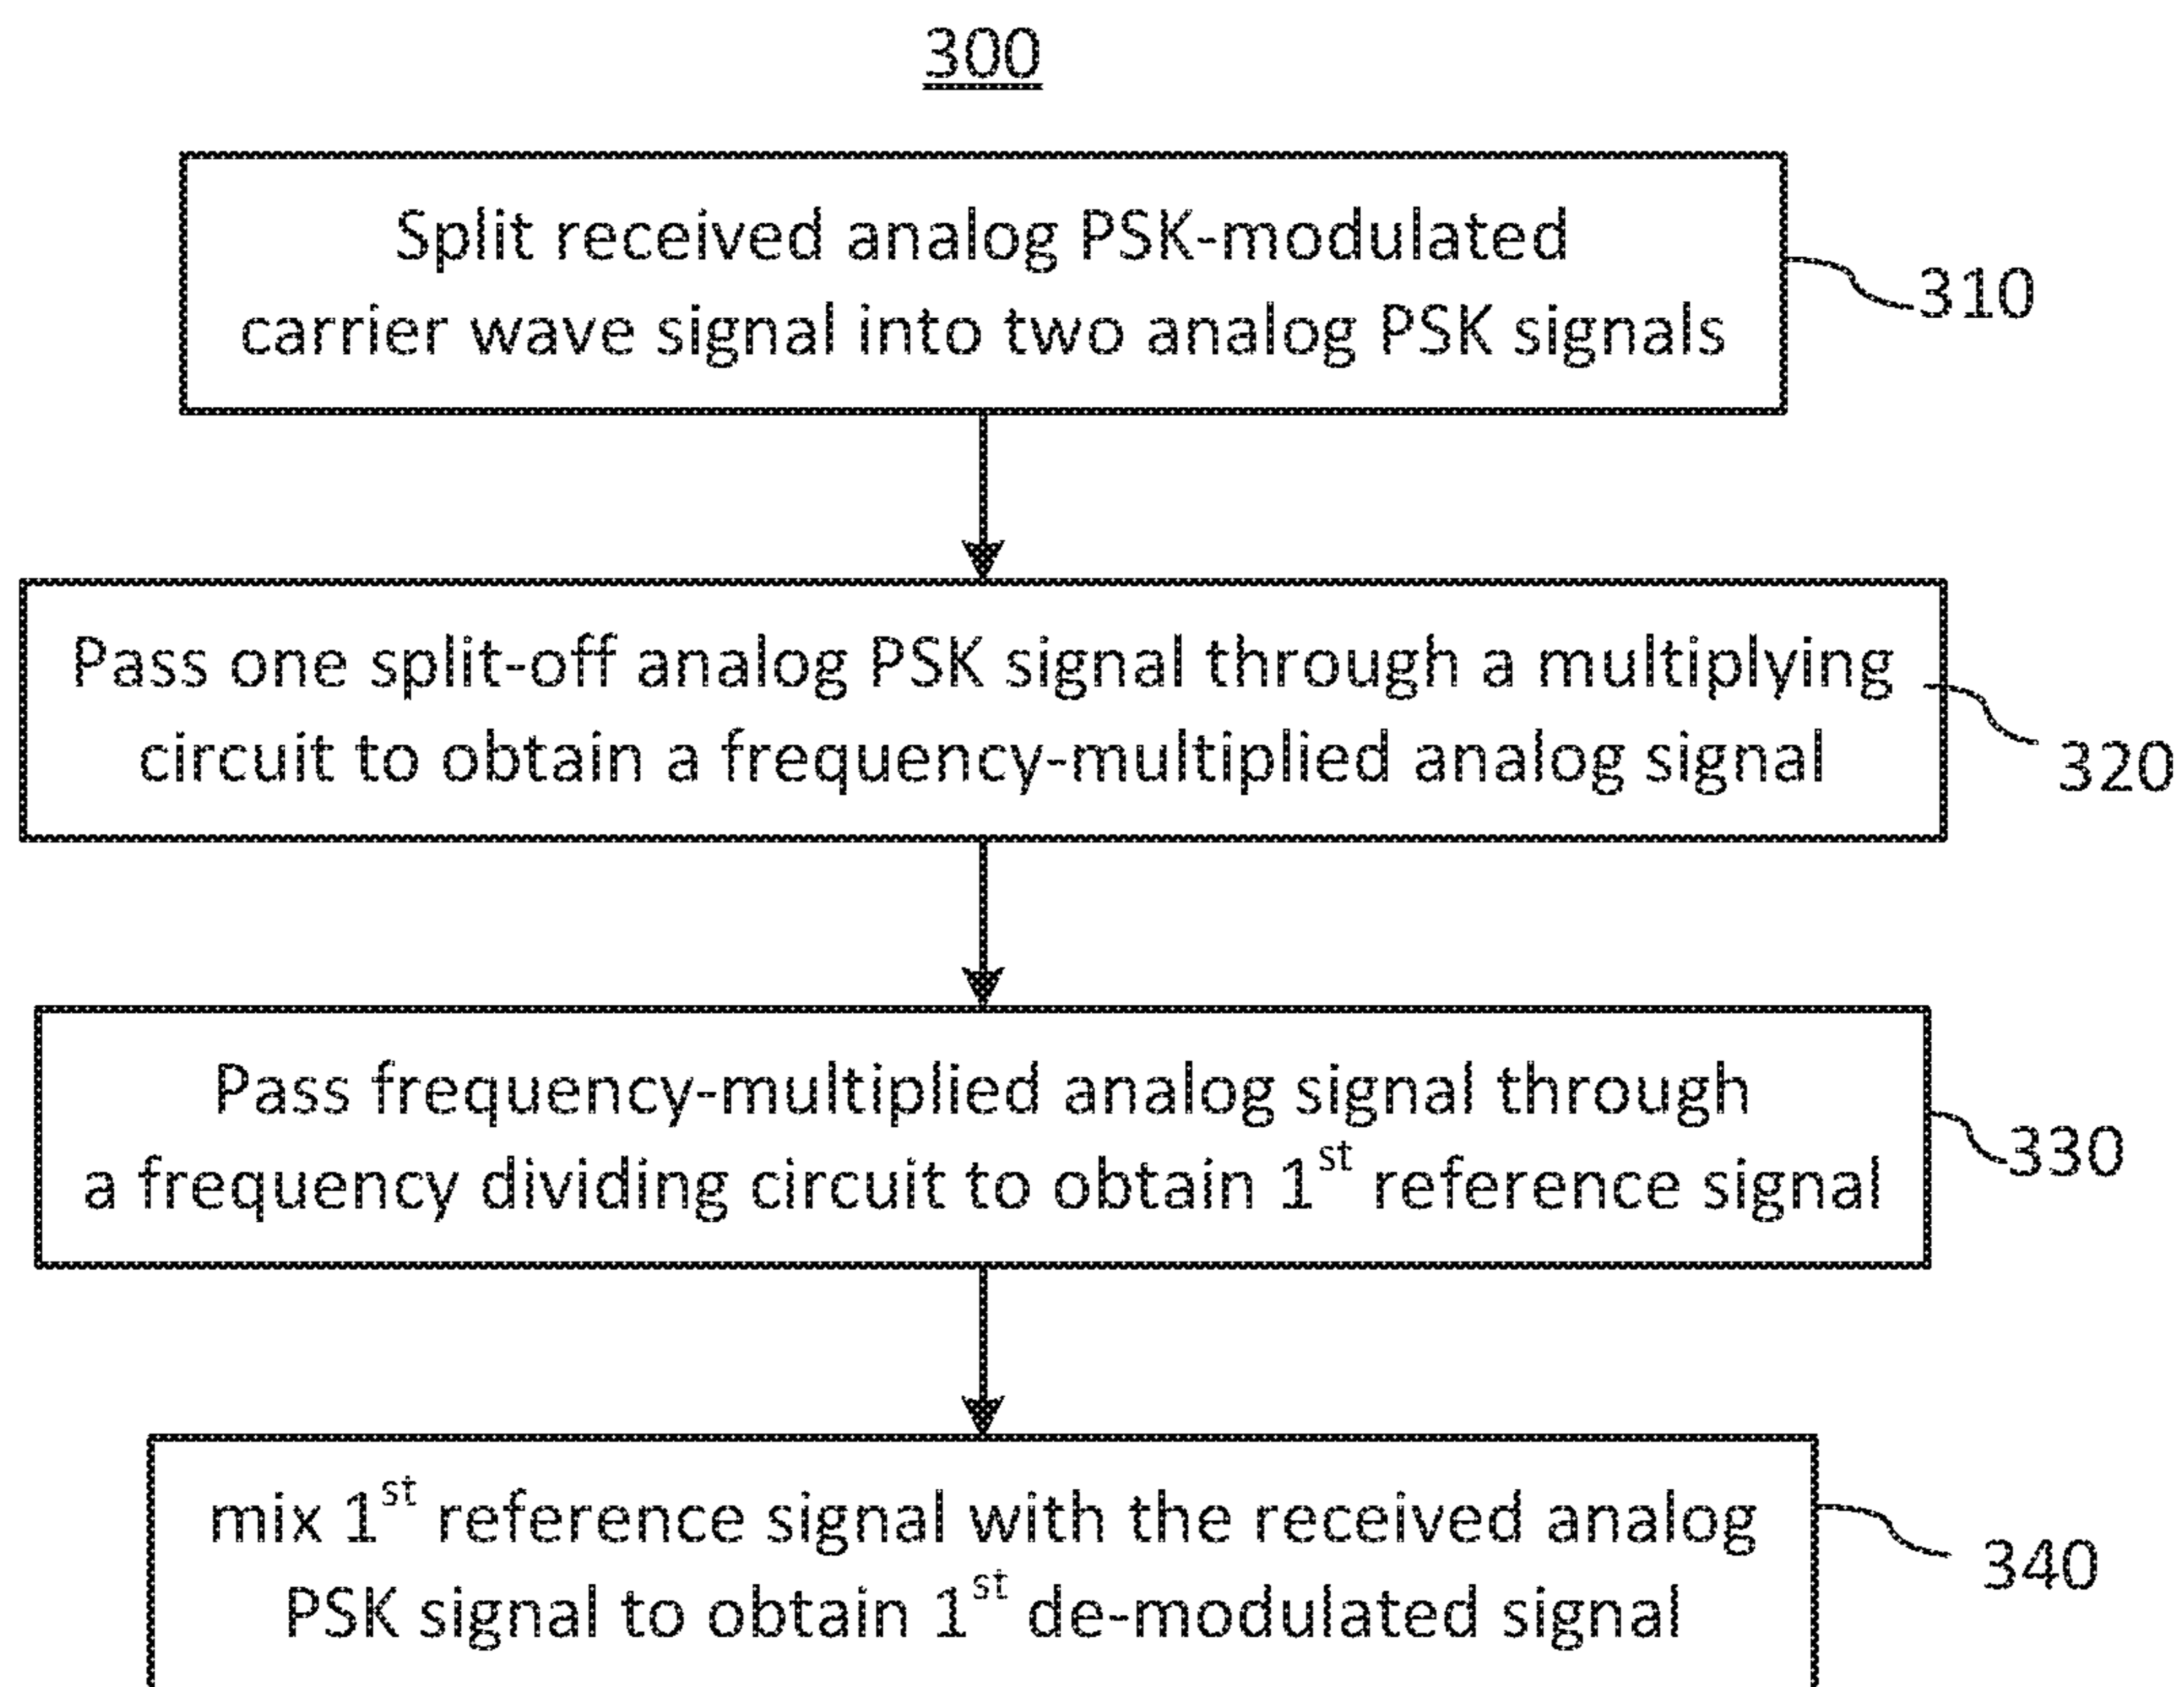 300
Split received analog PSK-modulated
carrier wave signal into two analog PSK signals
310
Pass one split-off analog PSK signal through a multiplying
circuit to obtain a frequency-multiplied analog signal
320
Pass frequency-multiplied analog signal through
a frequency dividing circuit to obtain 1st reference signal
330
mix 1st reference signal with the received analog
PSK signal to obtain 1st de-modulated signal
340